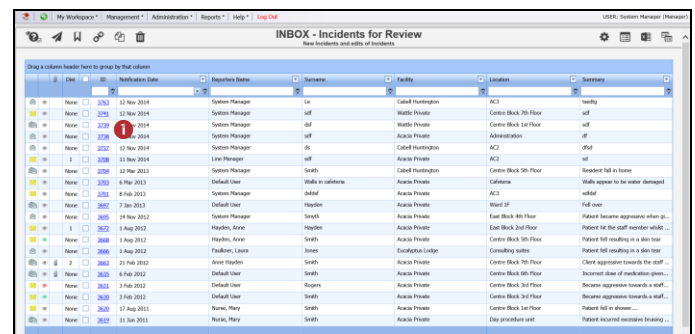 My Workspace Management Administration Reports Help Log Out USER: System Manager (Manager)
INBOX - Incidents for Review
New Incidents and edits of Incidents
Drag a column header here to group by that column
Dist ID Notification Date Reporters Name Surname Facility Location Summary
None 3763 12 Nov 2014 System Manager Le Cabell Huntington AC3
None 3741 12 Nov 2014 System Manager sdf Wattle Private Centre Block 7th Floor sdf
None 3739 2014 System Manager dsf Wattle Private Centre Block 1st Floor sdf
None 3738 2014 System Manager sdf Acacia Private Adminstration df
None 3737 12 Nov 2014 System Manager ds Cabell Huntington AC2 dfsd
1 3708 11 Nov 2014 Line Manager sdf Acacia Private AC2 sd
None 3704 12 Mar 2013 System Manager Smith Cabell Huntington Centre Block 5th Floor Resident fall in home
None 3703 6 Mar 2013 Default User Walls in cafeteria Acacia Private Cafeteria Walls appear to be water damaged
None 3701 8 Feb 2013 System Manager Acacia Private AC3
None 3697 7 Jan 2013 Default User Hayden Acacia Private Ward 1F Fell over
None 3695 14 Nov 2012 System Manager Smyth Acacia Private East Block 4th Floor Patient became aggressive when gi...
1 3672 1 Aug 2012 Hayden, Anne Hayden Acacia Private East Block 2nd Floor Patient hit the staff member whilst ...
None 3668 1 Aug 2012 Hayden, Anne Smith Acacia Private Centre Block 5th Floor Patient fell resulting in a skin tear
None 3666 1 Aug 2012 Faulkner, Laura Jones Eucalyptus Lodge Consulting suites Patient fell resulting in a skin tear
2 3663 21 Feb 2012 Anne Hayden Smith Acacia Private Centre Block 7th Floor Client aggressive towards the staff ...
None 3635 6 Feb 2012 Default User Smith Acacia Private Centre Block 6th Floor Incorrect dose of medication given...
None 3631 3 Feb 2012 Default User Rogers Acacia Private Centre Block 3rd Floor Became aggressive towards a staff...
None 3630 3 Feb 2012 Default User Smith Acacia Private Centre Block 3rd Floor Became aggressive towards a staff...
None 3620 17 Aug 2011 Nurse, Mary Smith Acacia Private Centre Block 1st Floor Patient fell in shower....
None 3619 11 Jun 2011 Nurse, Mary Smith Acacia Private Day procedure unit Patient incurred excessive bruising ...
1